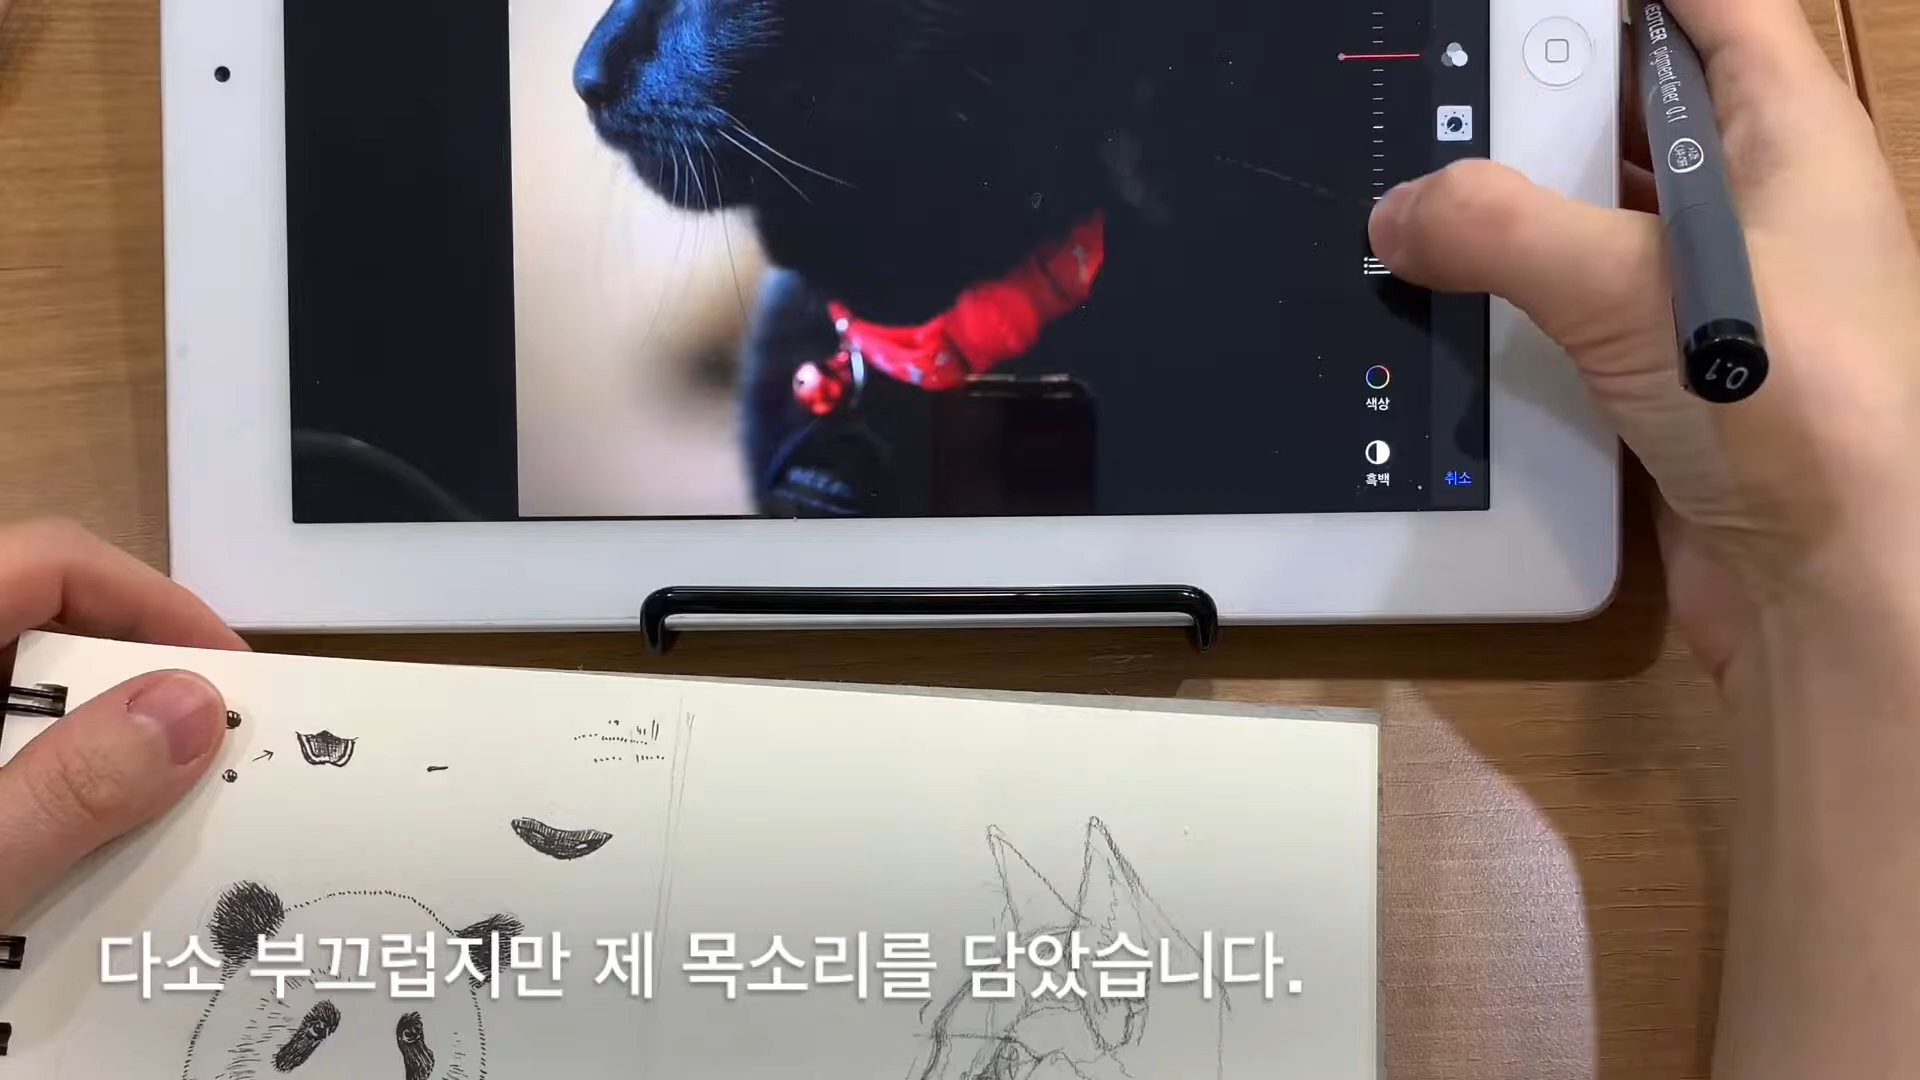 STAEDTLER pigment liner 0.1
0.1
색상
흑백
취소
다소 부끄럽지만 제 목소리를 담았습니다.